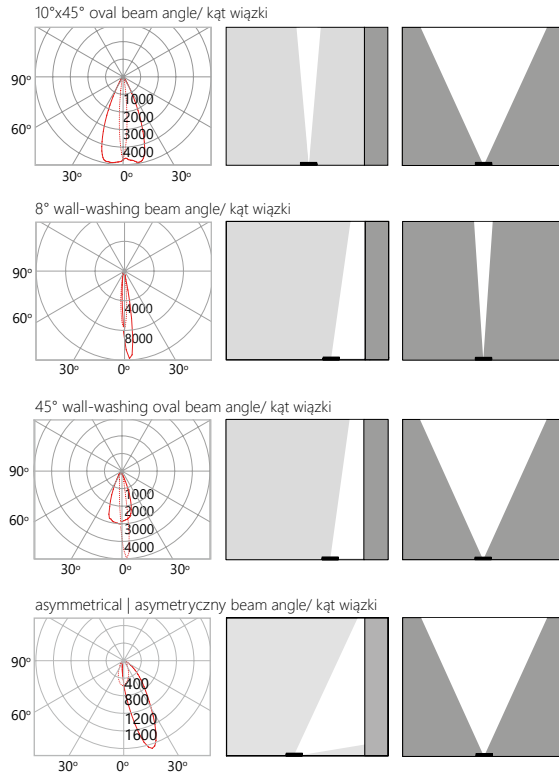 10°x45° oval beam angle/ kąt wiązki
90°
1000
60°
2000
3000
4000
30° 0° 30°
8° wall-washing beam angle/ kąt wiązki
90°
4000
60°
8000
30° 0° 30°
45° wall-washing oval beam angle/ kąt wiązki
90°
1000
2000
60°
3000
4000
30° 0° 30°
asymmetrical | asymetryczny beam angle/ kąt wiązki
90°
400
800
60°
1200
1600
30° 0° 30°